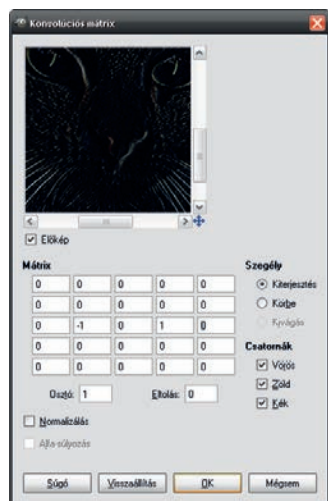 Konvolúciós mátrix
Előkép
Mátrix
Szegély
0 0 0 0 0
Kiterjesztés
0 0 0 0 0
Körbe
0 -1 0 1 0
Kivágás
0 0 0 0 0
Csatornák
0 0 0 0 0
Vörös
Osztó: 1 Eltolás: 0
Zöld
Kék
Normalizálás
Alfa-súlyozás
Súgó Visszaállítás OK Mégsem